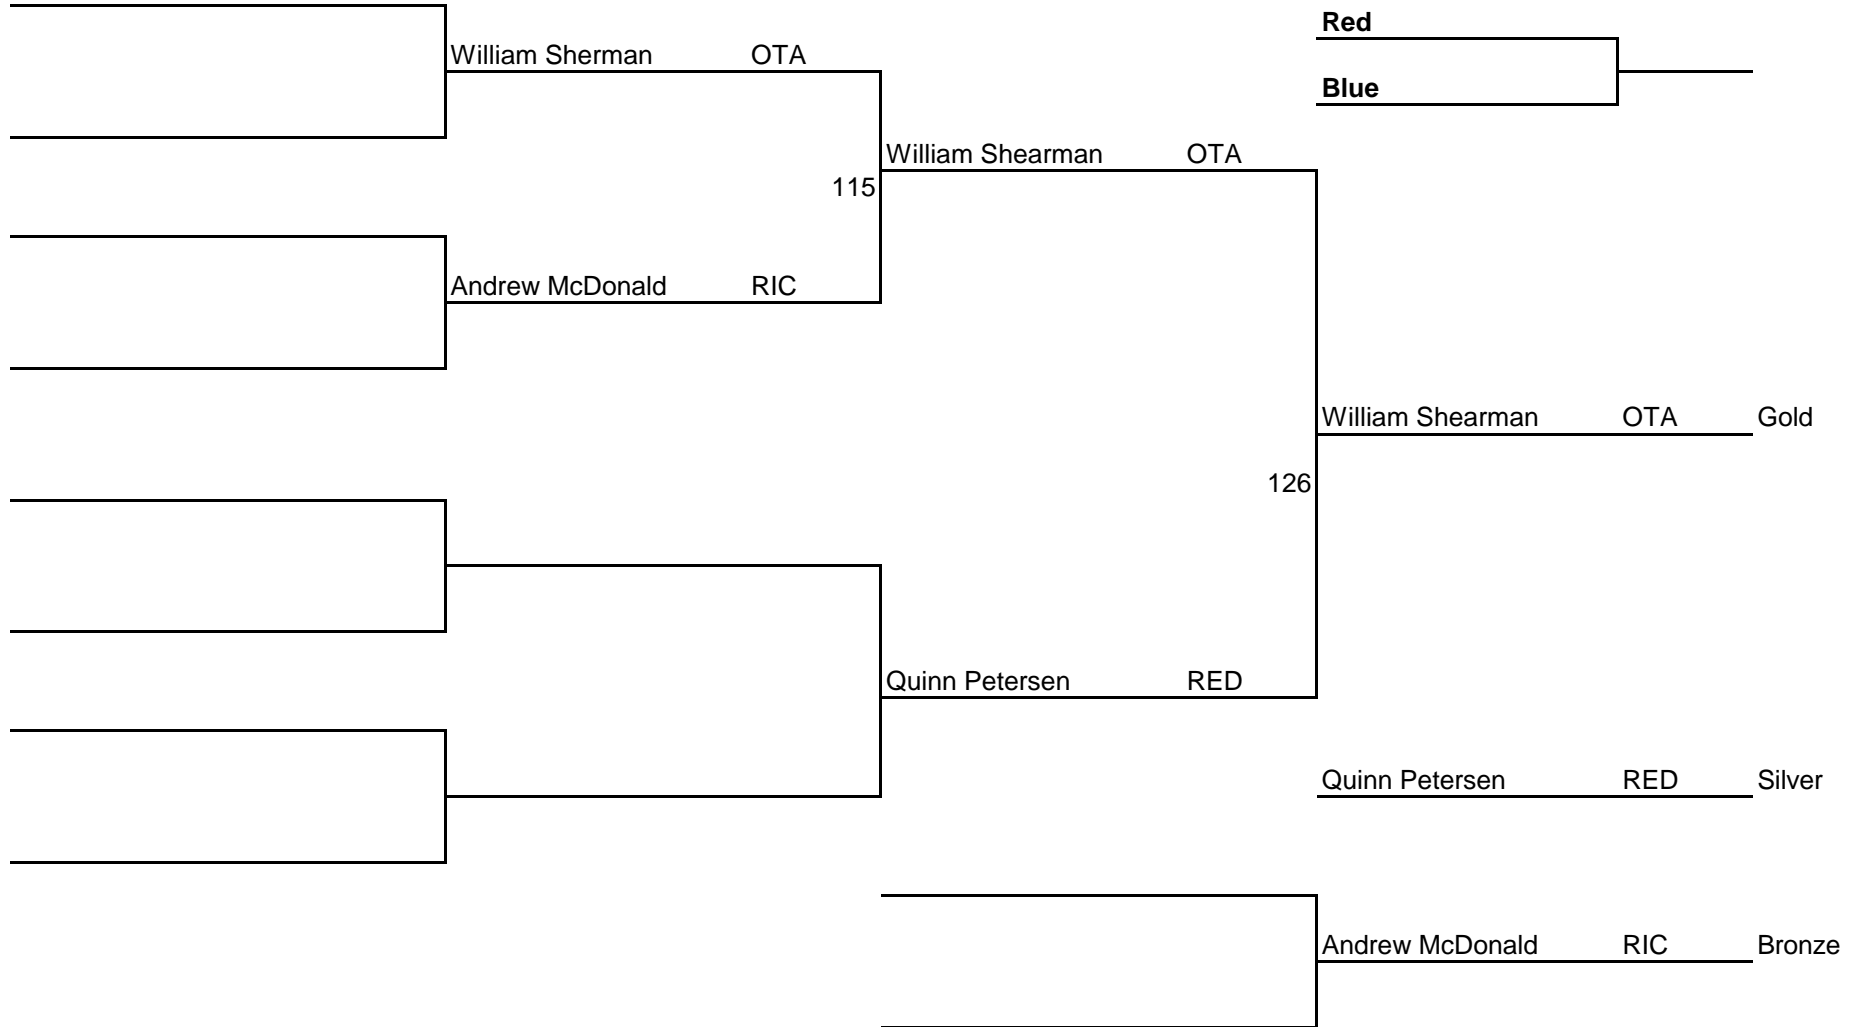 Red
William Sherman OTA
Blue
William Shearman OTA
115
Andrew McDonald RIC
William Shearman OTA Gold
126
Quinn Petersen RED
Quinn Petersen RED Silver
Andrew McDonald RIC Bronze